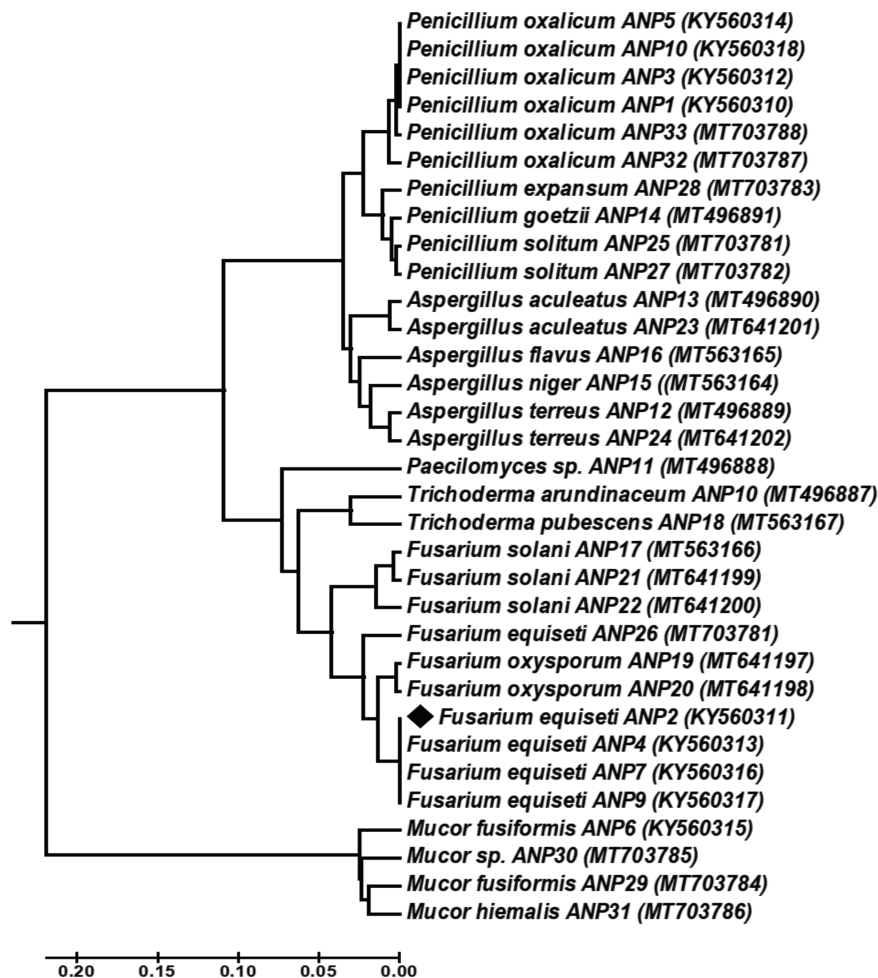 Penicillium oxalicum ANP5 (KY560314)
Penicillium oxalicum ANP10 (KY560318)
Penicillium oxalicum ANP3 (KY560312)
Penicillium oxalicum ANP1 (KY560310)
Penicillium oxalicum ANP33 (MT703788)
Penicillium oxalicum ANP32 (MT703787)
Penicillium expansum ANP28 (MT703783)
Penicillium goetzii ANP14 (MT496891)
Penicillium solitum ANP25 (MT703781)
Penicillium solitum ANP27 (MT703782)
Aspergillus aculeatus ANP13 (MT496890)
Aspergillus aculeatus ANP23 (MT641201)
Aspergillus flavus ANP16 (MT563165)
Aspergillus niger ANP15 ((MT563164)
Aspergillus terreus ANP12 (MT496889)
Aspergillus terreus ANP24 (MT641202)
Paecilomyces sp. ANP11 (MT496888)
Trichoderma arundinaceum ANP10 (MT496887)
Trichoderma pubescens ANP18 (MT563167)
Fusarium solani ANP17 (MT563166)
Fusarium solani ANP21 (MT641199)
Fusarium solani ANP22 (MT641200)
Fusarium equiseti ANP26 (MT703781)
Fusarium oxysporum ANP19 (MT641197)
Fusarium oxysporum ANP20 (MT641198)
Fusarium equiseti ANP2 (KY560311)
Fusarium equiseti ANP4 (KY560313)
Fusarium equiseti ANP7 (KY560316)
Fusarium equiseti ANP9 (KY560317)
Mucor fusiformis ANP6 (KY560315)
Mucor sp. ANP30 (MT703785)
Mucor fusiformis ANP29 (MT703784)
Mucor hiemalis ANP31 (MT703786)
0.20 0.15 0.10 0.05 0.00